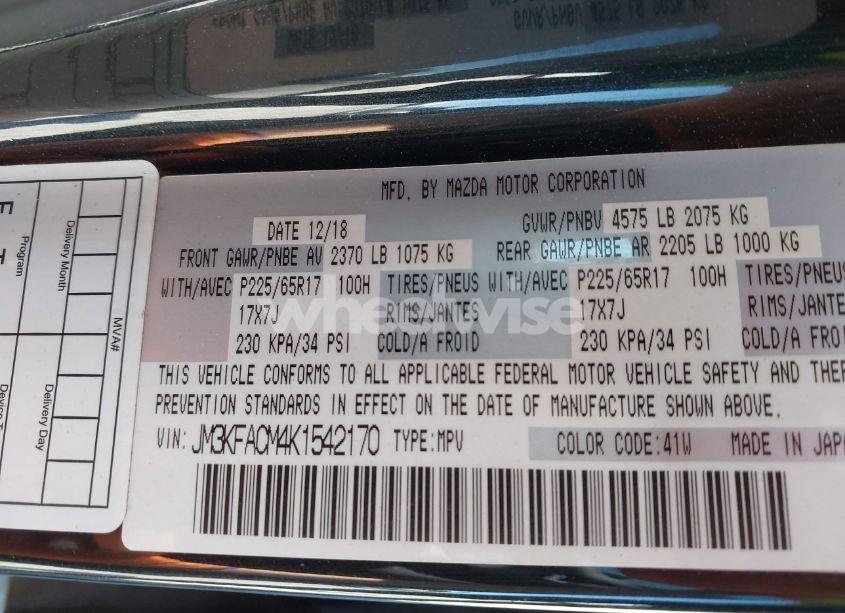 MFD. BY MAZDA MOTOR CORPORATION
DATE 12/18 GVWR/PNBV 4575 LB 2075 KG
FRONT GAWR/PNBE AV 2370 LB 1075 KG REAR GAWR/PNBE AR 2205 LB 1000 KG
WITH/AVEC P225/65R17 100H TIRES/PNEUS WITH/AVEC P225/65R17 100H TIRES/PNEUS
17X7J RIMS/JANTES 17X7J RIMS/JANTES
230 KPA/34 PSI COLD/A FROID 230 KPA/34 PSI COLD/A FROID
wheelwise
THIS VEHICLE CONFORMS TO ALL APPLICABLE FEDERAL MOTOR VEHICLE SAFETY AND THEF
PREVENTION STANDARDS IN EFFECT ON THE DATE OF MANUFACTURE SHOWN ABOVE.
VIN: JM3KFACM4K1542170 TYPE:MPV COLOR CODE:41W MADE IN JAPA
Program
Delivery Month
MVA#
Delivery Day